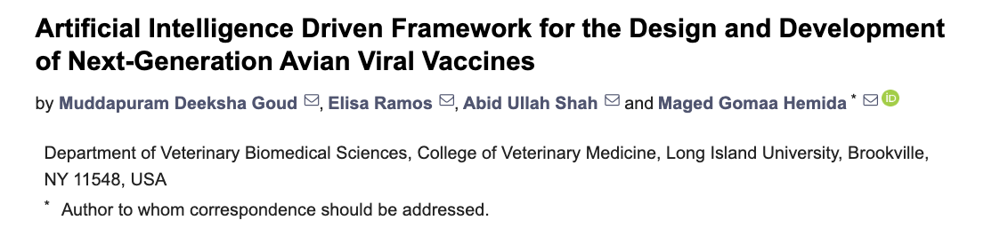 Artificial Intelligence Driven Framework for the Design and Development
of Next-Generation Avian Viral Vaccines
by Muddapuram Deeksha Goud, Elisa Ramos, Abid Ullah Shah and Maged Gomaa Hemida * iD
Department of Veterinary Biomedical Sciences, College of Veterinary Medicine, Long Island University, Brookville,
NY 11548, USA
* Author to whom correspondence should be addressed.